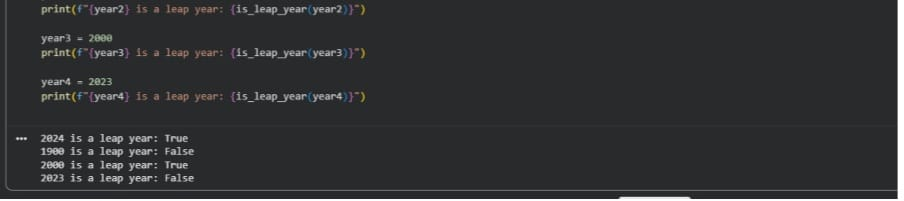 print(f"{year2} is a leap year: {is_leap_year(year2)}")
year3 = 2000
print(f"{year3} is a leap year: {is_leap_year(year3)}")
year4 = 2023
print(f"{year4} is a leap year: {is_leap_year(year4)}")
2024 is a leap year: True
1900 is a leap year: False
2000 is a leap year: True
2023 is a leap year: False